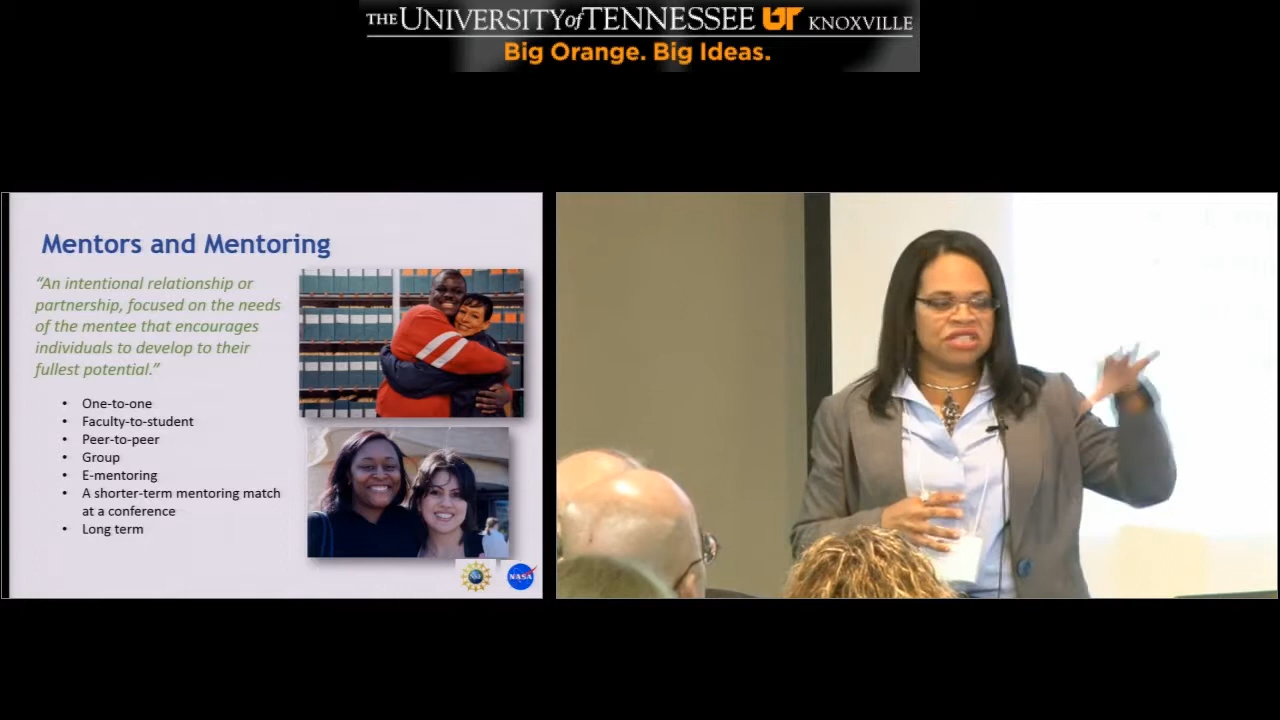 THE UNIVERSITY of TENNESSEE UT KNOXVILLE
Big Orange. Big Ideas.
Mentors and Mentoring
“An intentional relationship or
partnership, focused on the needs
of the mentee that encourages
individuals to develop to their
fullest potential.”
• One-to-one
• Faculty-to-student
• Peer-to-peer
• Group
• E-mentoring
• A shorter-term mentoring match
at a conference
• Long term
NSF
NASA